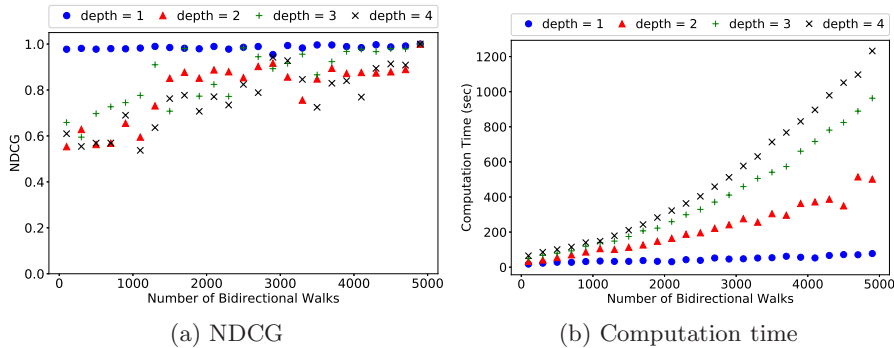 depth = 1 depth = 2 depth = 3 depth = 4
1.0
0.8
0.6
0.4
0.2
0.0
NDCG
0 1000 2000 3000 4000 5000
Number of Bidirectional Walks
(a) NDCG
depth = 1 depth = 2 depth = 3 depth = 4
1200
1000
800
600
400
200
0
Computation Time (sec)
0 1000 2000 3000 4000 5000
Number of Bidirectional Walks
(b) Computation time